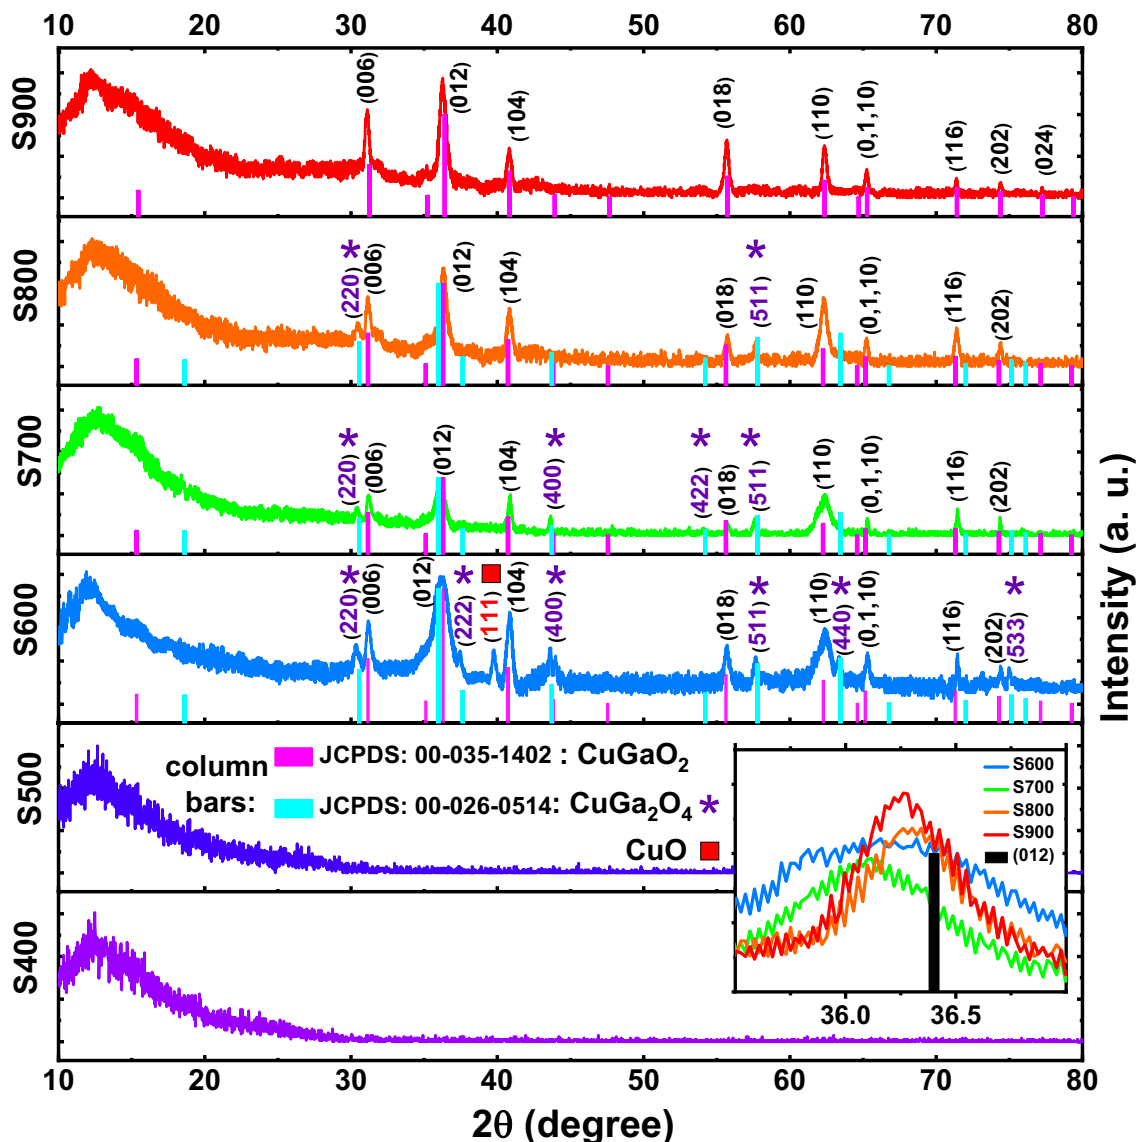 10 20 30 40 50 60 70 80
S900
(006) (012) (104) (018) (110) (0,1,10) (116) (202) (024)
S800
* *
(220) (006) (012) (104) (018) (511) (110) (0,1,10) (116) (202)
S700
* * * *
(220) (006) (012) (104) (400) (422) (018) (511) (110) (0,1,10) (116) (202)
S600
* * * * * *
(220) (006) (012) (222) (111) (104) (400) (018) (511) (110) (440) (0,1,10) (116) (202) (533)
Intensity (a. u.)
S500
column bars:
JCPDS: 00-035-1402 : CuGaO₂
JCPDS: 00-026-0514: CuGa₂O₄ *
CuO
S600
S700
S800
S900
(012)
36.0 36.5
S400
10 20 30 40 50 60 70 80
2θ (degree)